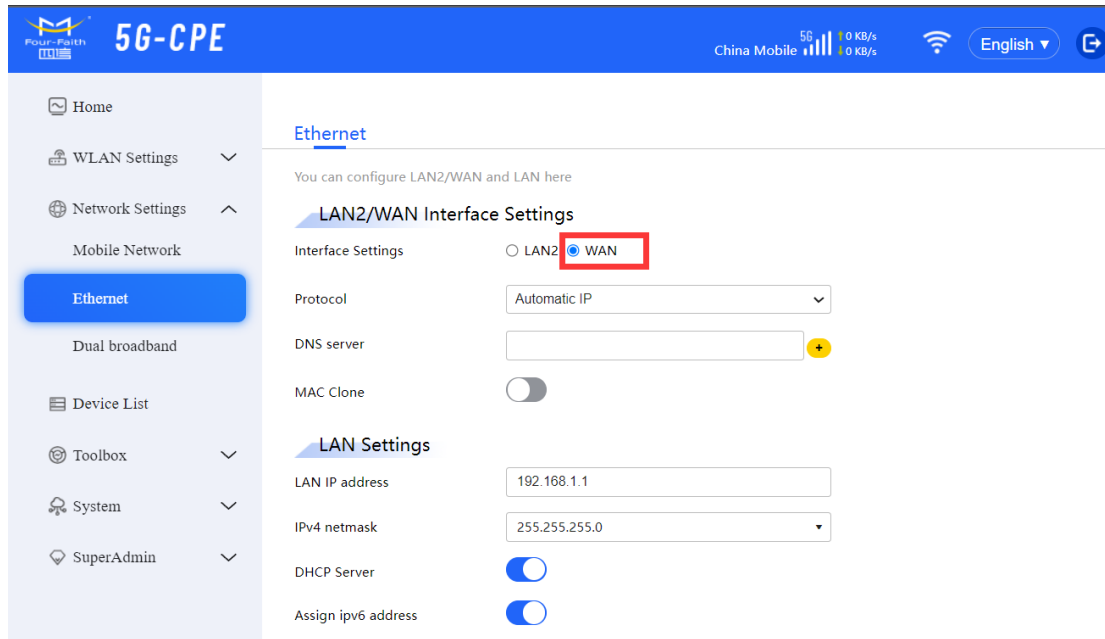 Four-Faith
四信
5G-CPE
China Mobile
5G
↑0 KB/s
↓0 KB/s
English ▼
Home
WLAN Settings
Network Settings
Mobile Network
Ethernet
Dual broadband
Device List
Toolbox
System
SuperAdmin
Ethernet
You can configure LAN2/WAN and LAN here
LAN2/WAN Interface Settings
Interface Settings LAN2 WAN
Protocol Automatic IP
DNS server +
MAC Clone
LAN Settings
LAN IP address 192.168.1.1
IPv4 netmask 255.255.255.0
DHCP Server
Assign ipv6 address